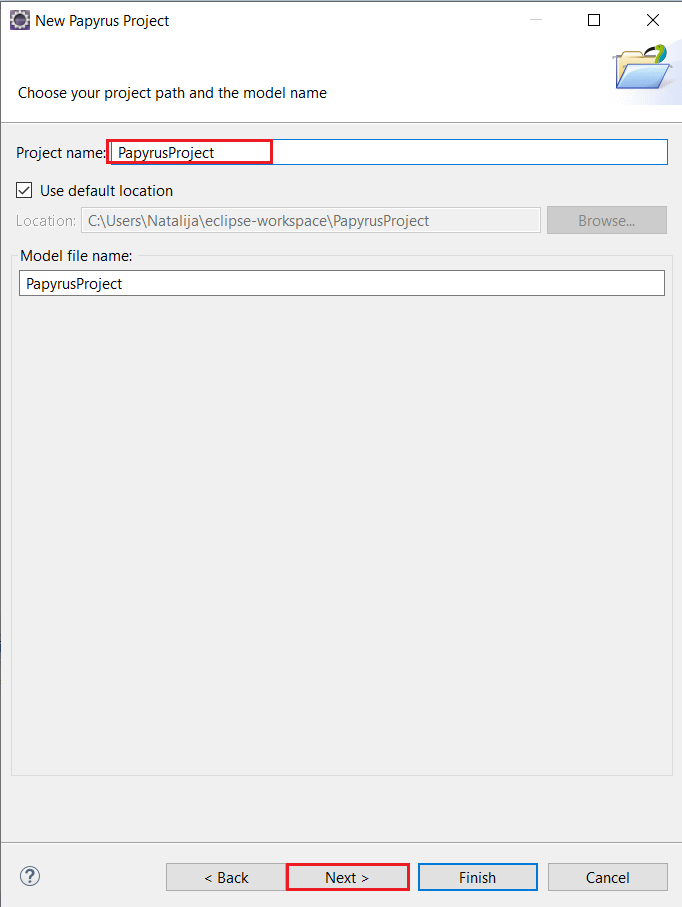 New Papyrus Project
Choose your project path and the model name
Project name: PapyrusProject
Use default location
Location: C:\Users\Natalija\eclipse-workspace\PapyrusProject Browse...
Model file name:
PapyrusProject
? < Back Next > Finish Cancel